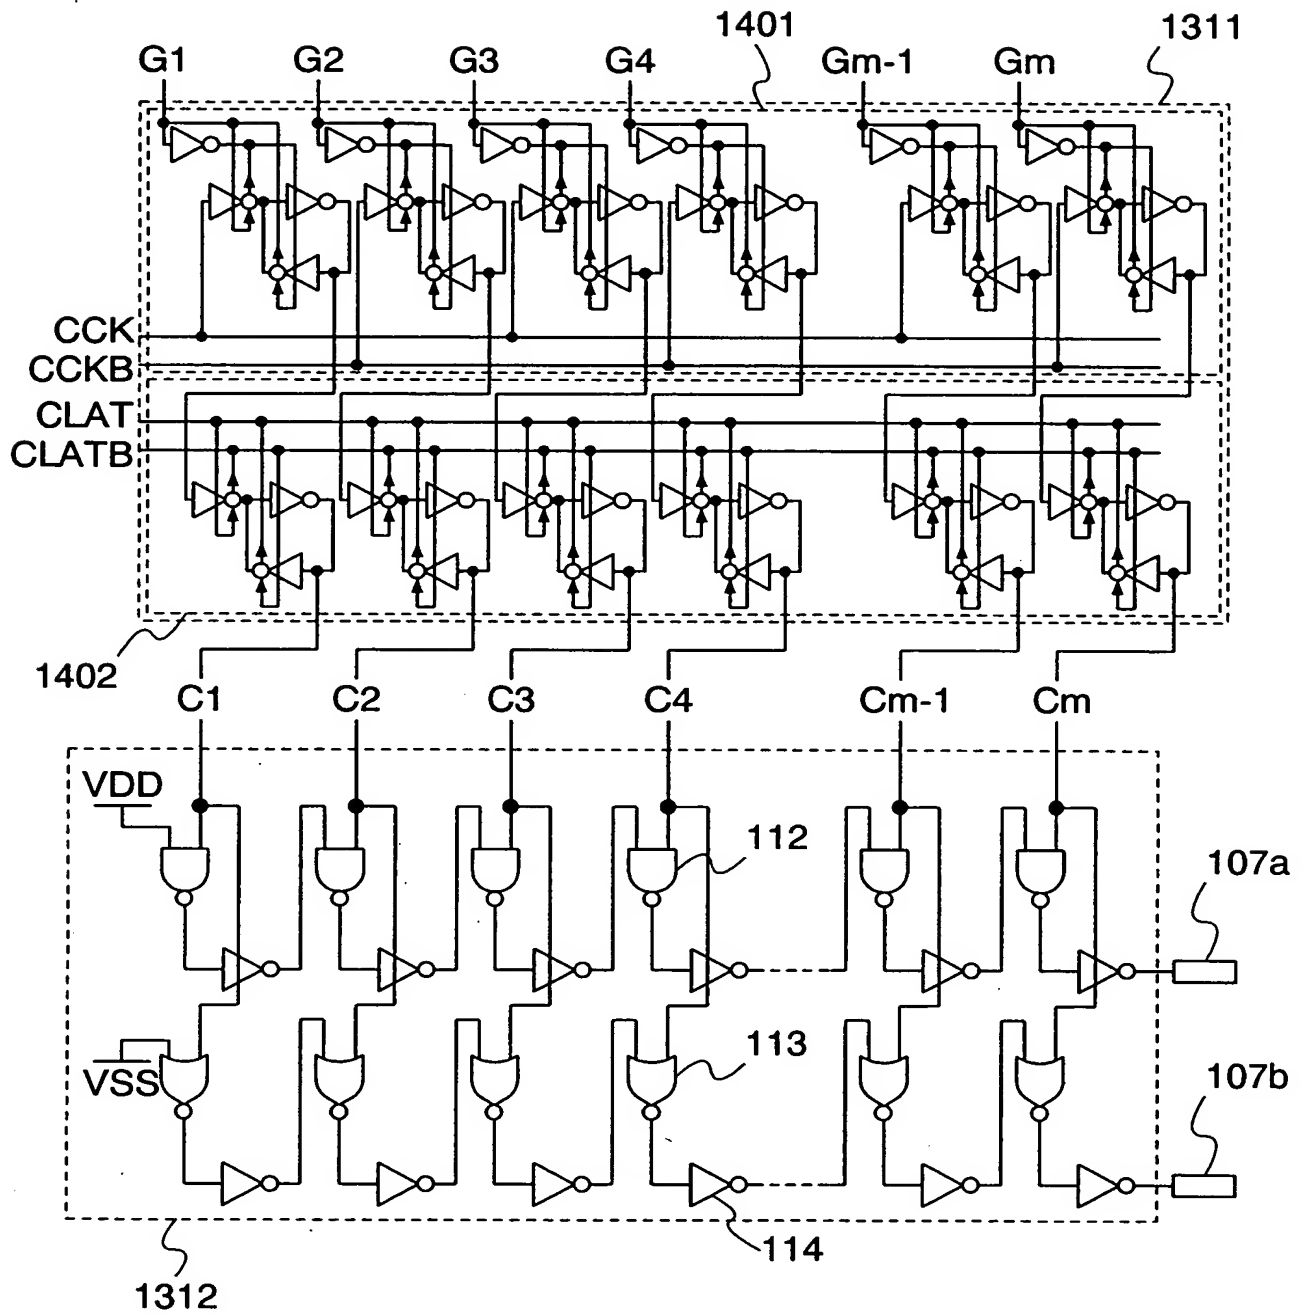 1401
1311
G1 G2 G3 G4 Gm-1 Gm
CCK
CCKB
CLAT
CLATB
1402
C1 C2 C3 C4 Cm-1 Cm
VDD
112
107a
113
VSS
107b
114
1312